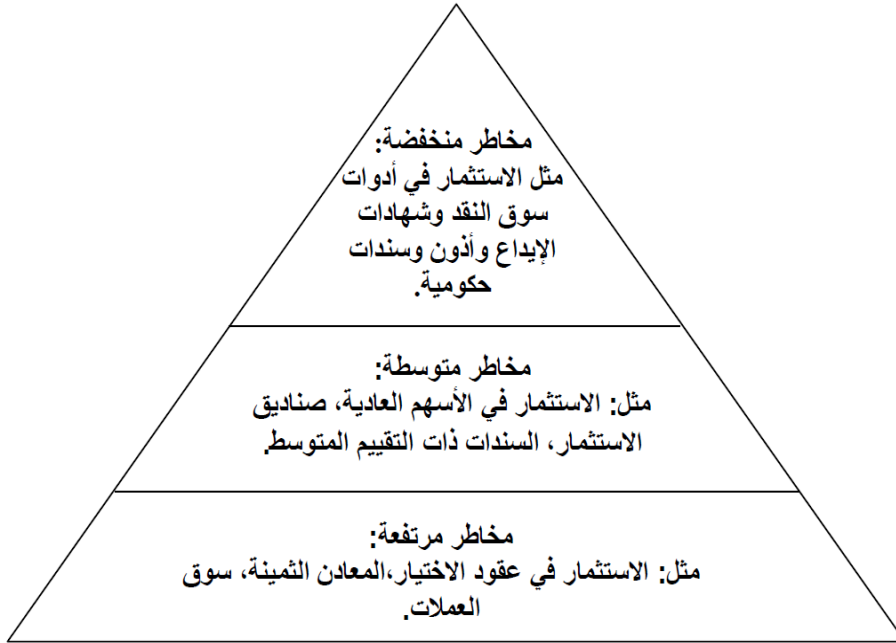 مخاطر منخفضة:
مثل الاستثمار في أدوات
سوق النقد وشهادات
الإيداع وأذون وسندات
حكومية.
مخاطر متوسطة:
مثل: الاستثمار في الأسهم العادية، صناديق
الاستثمار، السندات ذات التقييم المتوسط.
مخاطر مرتفعة:
مثل: الاستثمار في عقود الاختيار،المعادن الثمينة، سوق
العملات.